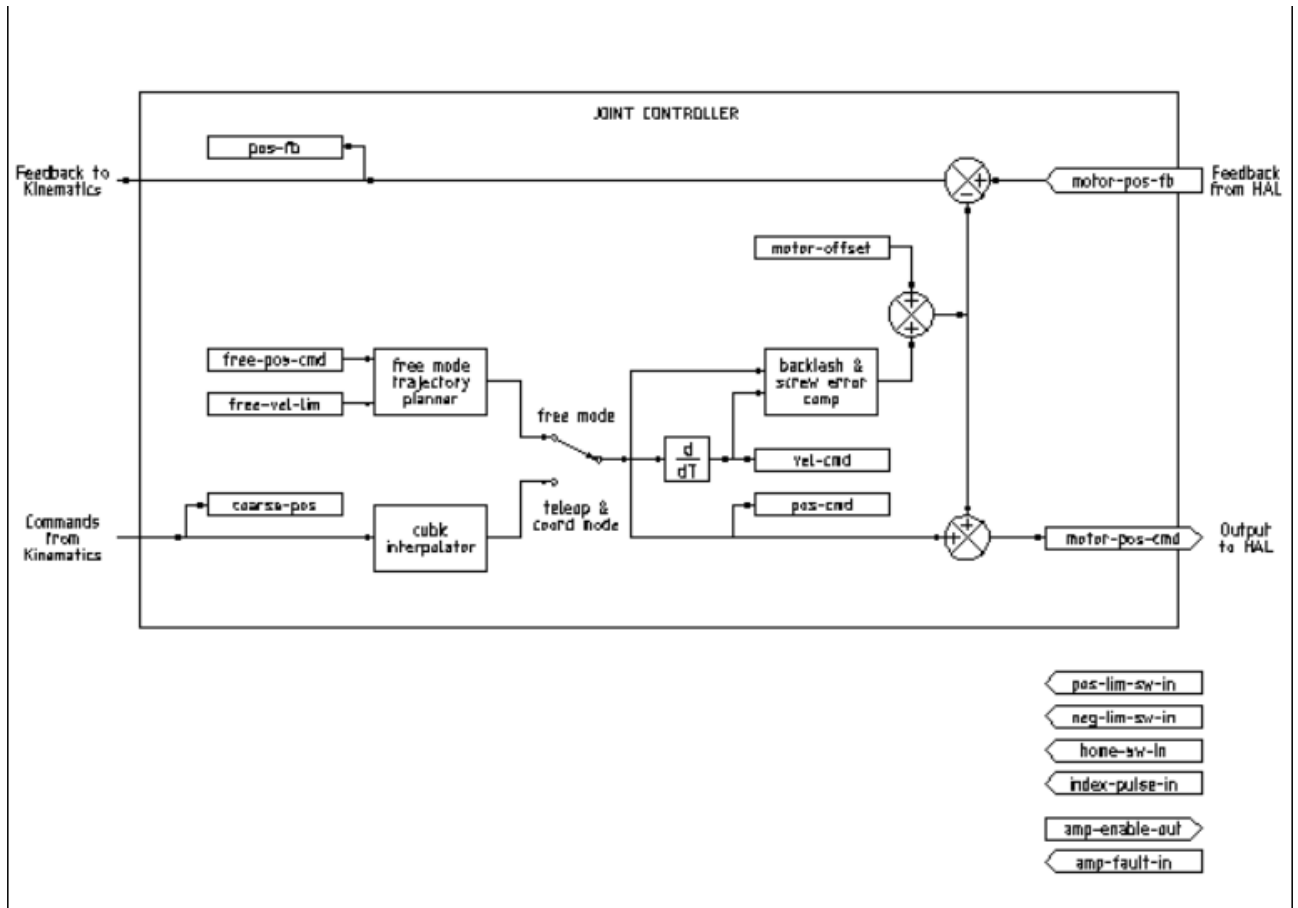 JOINT CONTROLLER
pos-fb
Feedback to
Kinematics
motor-pos-fb
Feedback
from HAL
motor-offset
free-pos-cmd
free-vel-lim
free mode
trajectory
planner
backlash &
screw error
comp
free mode
d
dT
vel-cmd
coarse-pos
pos-cmd
teleop &
coord mode
Commands
from
Kinematics
cubic
interpolator
motor-pos-cmd
Output
to HAL
pos-lim-sw-in
neg-lim-sw-in
home-sw-in
index-pulse-in
amp-enable-out
amp-fault-in